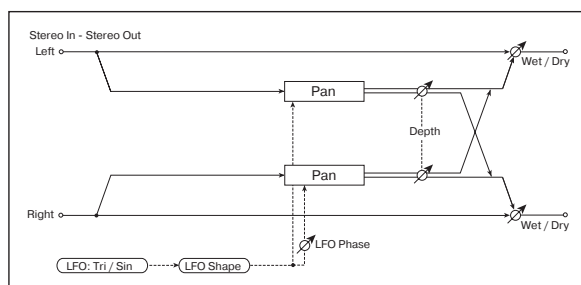 Stereo In - Stereo Out
Left
Wet / Dry
Pan
Depth
Pan
Right
Wet / Dry
LFO Phase
LFO: Tri / Sin
LFO Shape